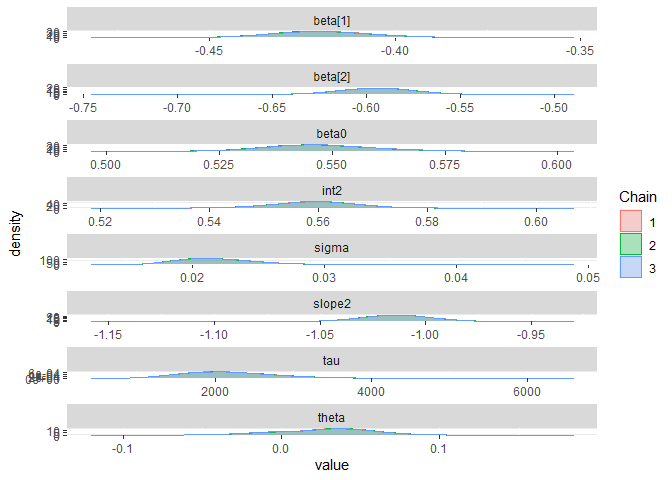 beta[1]
-0.45 -0.40 -0.35
beta[2]
-0.75 -0.70 -0.65 -0.60 -0.55 -0.50
beta0
0.500 0.525 0.550 0.575 0.600
int2
0.52 0.54 0.56 0.58 0.60
sigma
0.02 0.03 0.04 0.05
slope2
-1.15 -1.10 -1.05 -1.00 -0.95
tau
2000 4000 6000
theta
-0.1 0.0 0.1
value
density
Chain
1
2
3